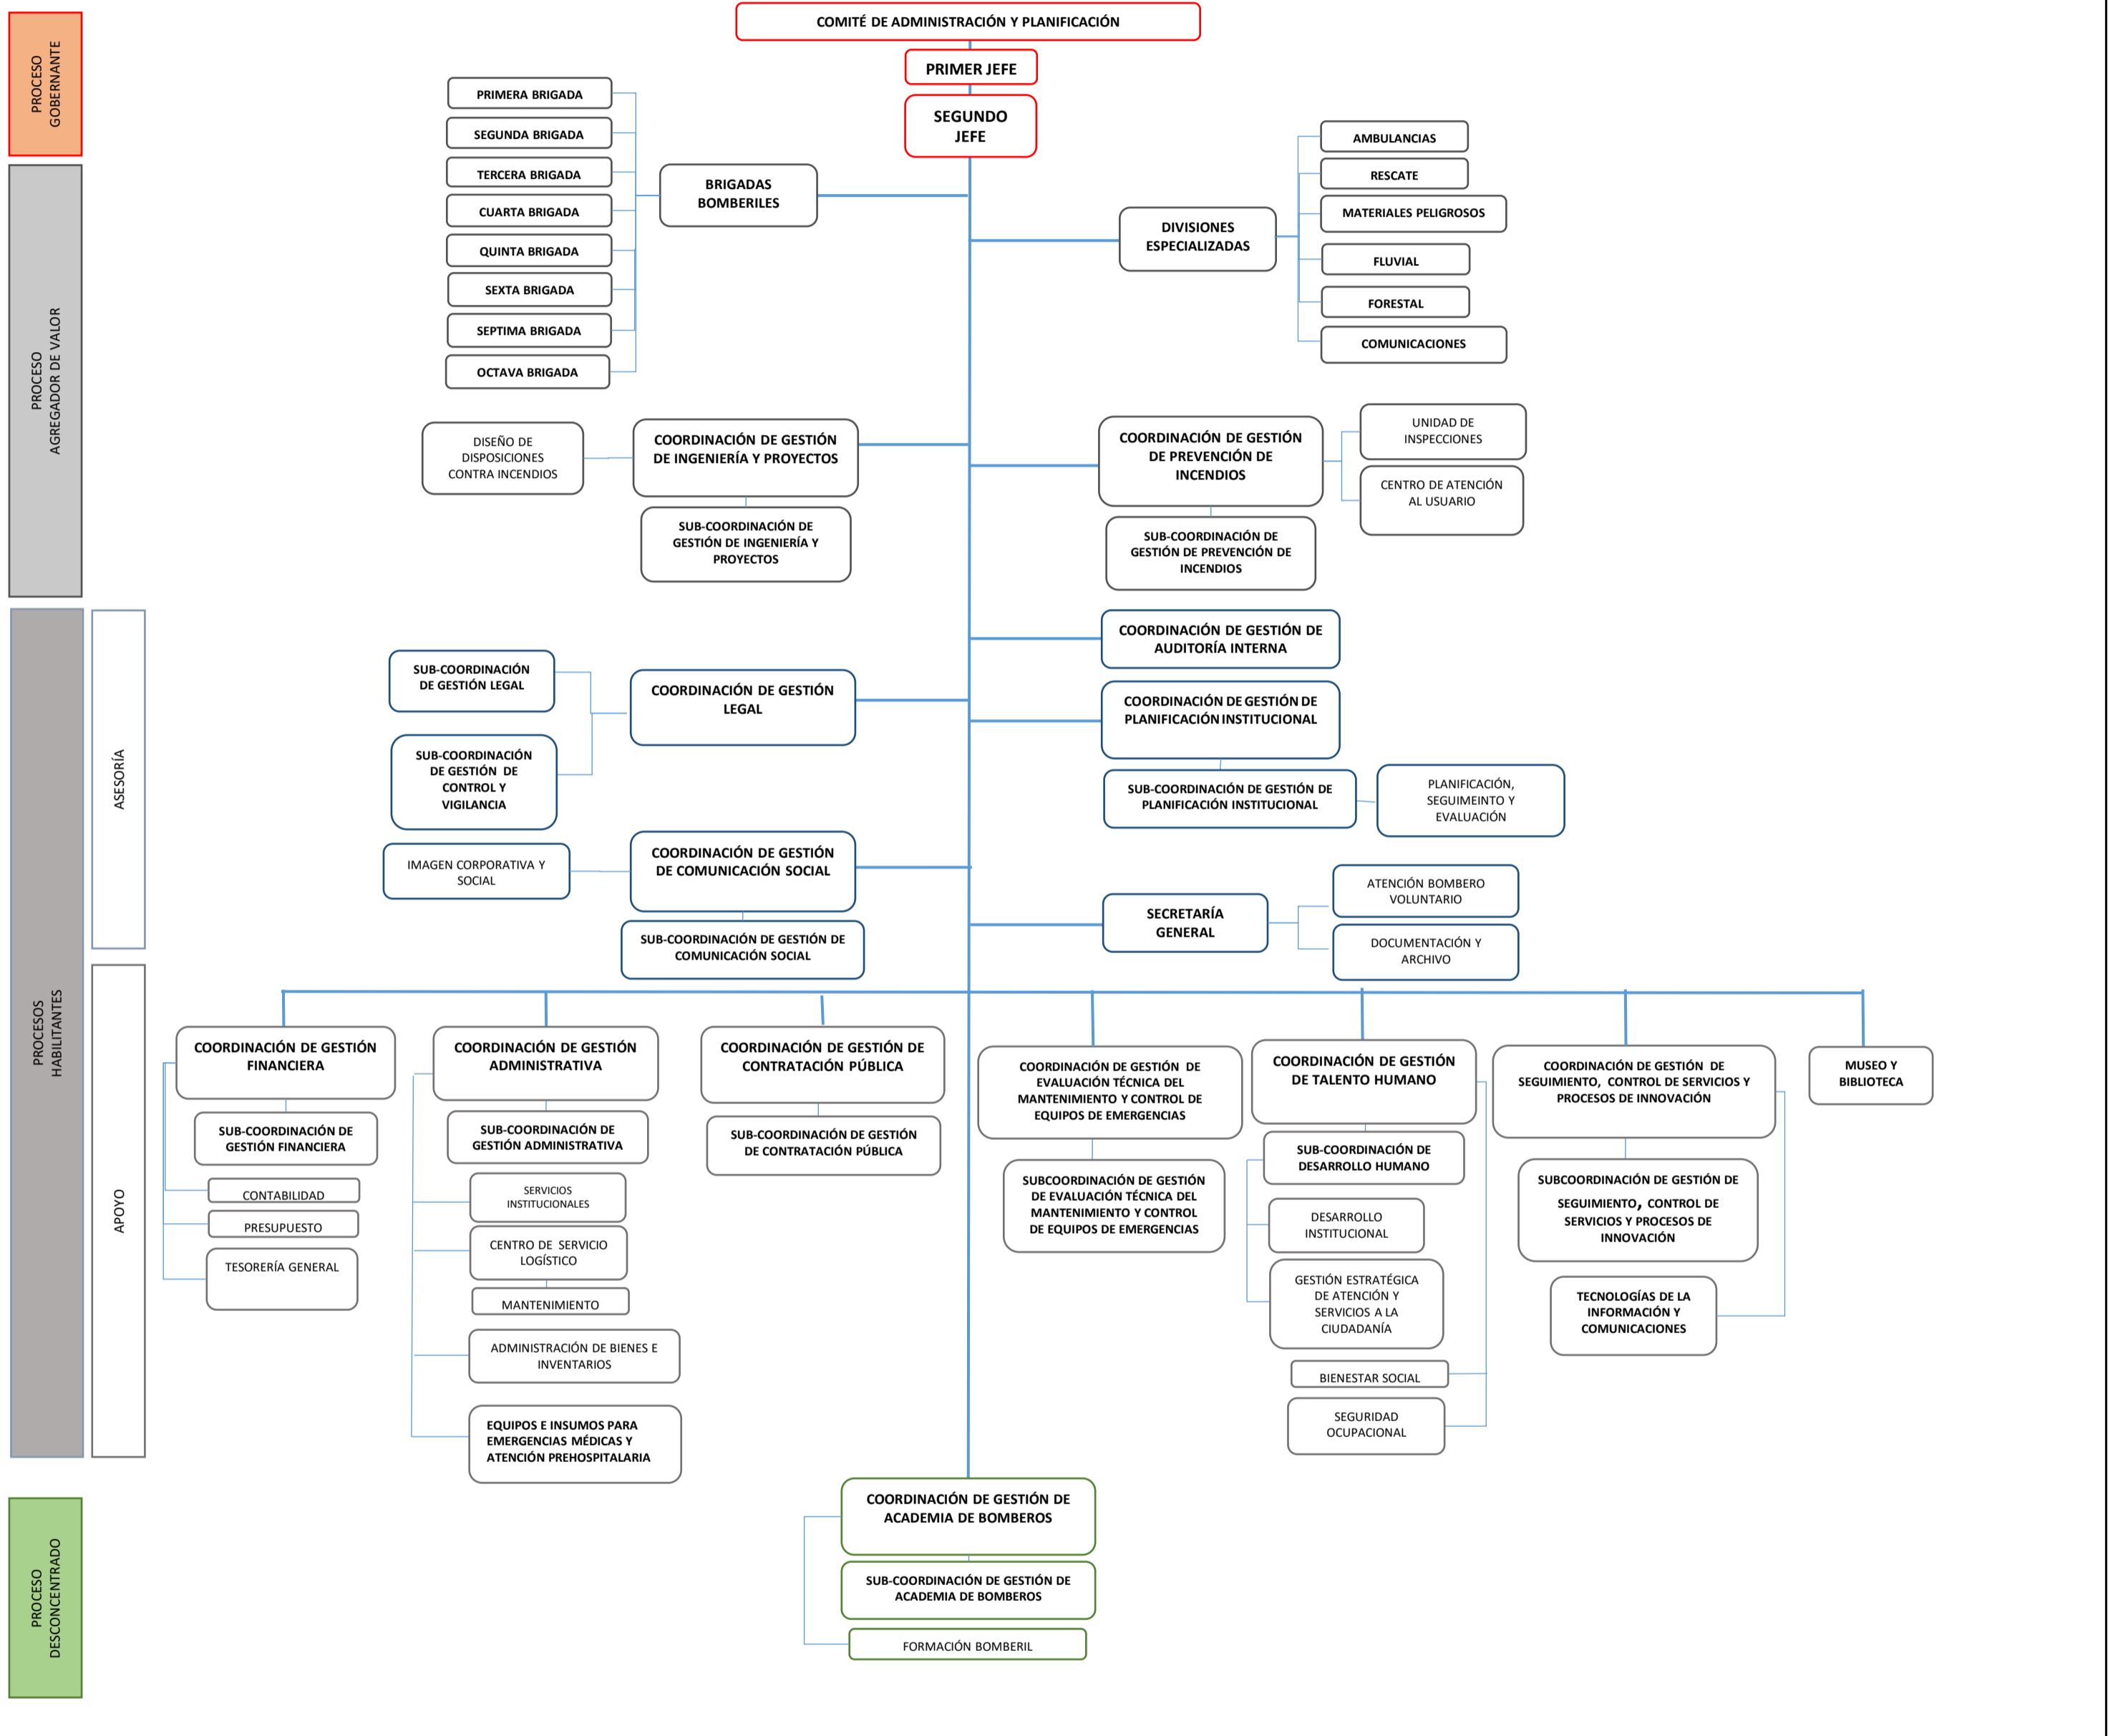 PROCESO
GOBERNANTE
COMITÉ DE ADMINISTRACIÓN Y PLANIFICACIÓN
PRIMER JEFE
SEGUNDO
JEFE
PROCESO
AGREGADOR DE VALOR
BRIGADAS
BOMBERILES
PRIMERA BRIGADA
SEGUNDA BRIGADA
TERCERA BRIGADA
CUARTA BRIGADA
QUINTA BRIGADA
SEXTA BRIGADA
SEPTIMA BRIGADA
OCTAVA BRIGADA
DIVISIONES
ESPECIALIZADAS
AMBULANCIAS
RESCATE
MATERIALES PELIGROSOS
FLUVIAL
FORESTAL
COMUNICACIONES
DISEÑO DE
DISPOSICIONES
CONTRA INCENDIOS
COORDINACIÓN DE GESTIÓN
DE INGENIERÍA Y PROYECTOS
SUB-COORDINACIÓN DE
GESTIÓN DE INGENIERÍA Y
PROYECTOS
COORDINACIÓN DE GESTIÓN
DE PREVENCIÓN DE
INCENDIOS
UNIDAD DE
INSPECCIONES
CENTRO DE ATENCIÓN
AL USUARIO
SUB-COORDINACIÓN DE
GESTIÓN DE PREVENCIÓN DE
INCENDIOS
PROCESOS
HABILITANTES
ASESORÍA
COORDINACIÓN DE GESTIÓN DE
AUDITORÍA INTERNA
SUB-COORDINACIÓN
DE GESTIÓN LEGAL
COORDINACIÓN DE GESTIÓN
LEGAL
SUB-COORDINACIÓN
DE GESTIÓN DE
CONTROL Y
VIGILANCIA
COORDINACIÓN DE GESTIÓN DE
PLANIFICACIÓN INSTITUCIONAL
SUB-COORDINACIÓN DE GESTIÓN DE
PLANIFICACIÓN INSTITUCIONAL
PLANIFICACIÓN,
SEGUIMEINTO Y
EVALUACIÓN
IMAGEN CORPORATIVA Y
SOCIAL
COORDINACIÓN DE GESTIÓN
DE COMUNICACIÓN SOCIAL
SUB-COORDINACIÓN DE GESTIÓN DE
COMUNICACIÓN SOCIAL
SECRETARÍA
GENERAL
ATENCIÓN BOMBERO
VOLUNTARIO
DOCUMENTACIÓN Y
ARCHIVO
APOYO
COORDINACIÓN DE GESTIÓN
FINANCIERA
SUB-COORDINACIÓN DE
GESTIÓN FINANCIERA
CONTABILIDAD
PRESUPUESTO
TESORERÍA GENERAL
COORDINACIÓN DE GESTIÓN
ADMINISTRATIVA
SUB-COORDINACIÓN DE
GESTIÓN ADMINISTRATIVA
SERVICIOS
INSTITUCIONALES
CENTRO DE SERVICIO
LOGÍSTICO
MANTENIMIENTO
ADMINISTRACIÓN DE BIENES E
INVENTARIOS
EQUIPOS E INSUMOS PARA
EMERGENCIAS MÉDICAS Y
ATENCIÓN PREHOSPITALARIA
COORDINACIÓN DE GESTIÓN DE
CONTRATACIÓN PÚBLICA
SUB-COORDINACIÓN DE GESTIÓN
DE CONTRATACIÓN PÚBLICA
COORDINACIÓN DE GESTIÓN DE
EVALUACIÓN TÉCNICA DEL
MANTENIMIENTO Y CONTROL DE
EQUIPOS DE EMERGENCIAS
SUBCOORDINACIÓN DE GESTIÓN
DE EVALUACIÓN TÉCNICA DEL
MANTENIMIENTO Y CONTROL
DE EQUIPOS DE EMERGENCIAS
COORDINACIÓN DE GESTIÓN
DE TALENTO HUMANO
SUB-COORDINACIÓN DE
DESARROLLO HUMANO
DESARROLLO
INSTITUCIONAL
GESTIÓN ESTRATÉGICA
DE ATENCIÓN Y
SERVICIOS A LA
CIUDADANÍA
BIENESTAR SOCIAL
SEGURIDAD
OCUPACIONAL
COORDINACIÓN DE GESTIÓN DE
SEGUIMIENTO, CONTROL DE SERVICIOS Y
PROCESOS DE INNOVACIÓN
SUBCOORDINACIÓN DE GESTIÓN DE
SEGUIMIENTO, CONTROL DE
SERVICIOS Y PROCESOS DE
INNOVACIÓN
TECNOLOGÍAS DE LA
INFORMACIÓN Y
COMUNICACIONES
MUSEO Y
BIBLIOTECA
PROCESO
DESCONCENTRADO
COORDINACIÓN DE GESTIÓN DE
ACADEMIA DE BOMBEROS
SUB-COORDINACIÓN DE GESTIÓN DE
ACADEMIA DE BOMBEROS
FORMACIÓN BOMBERIL